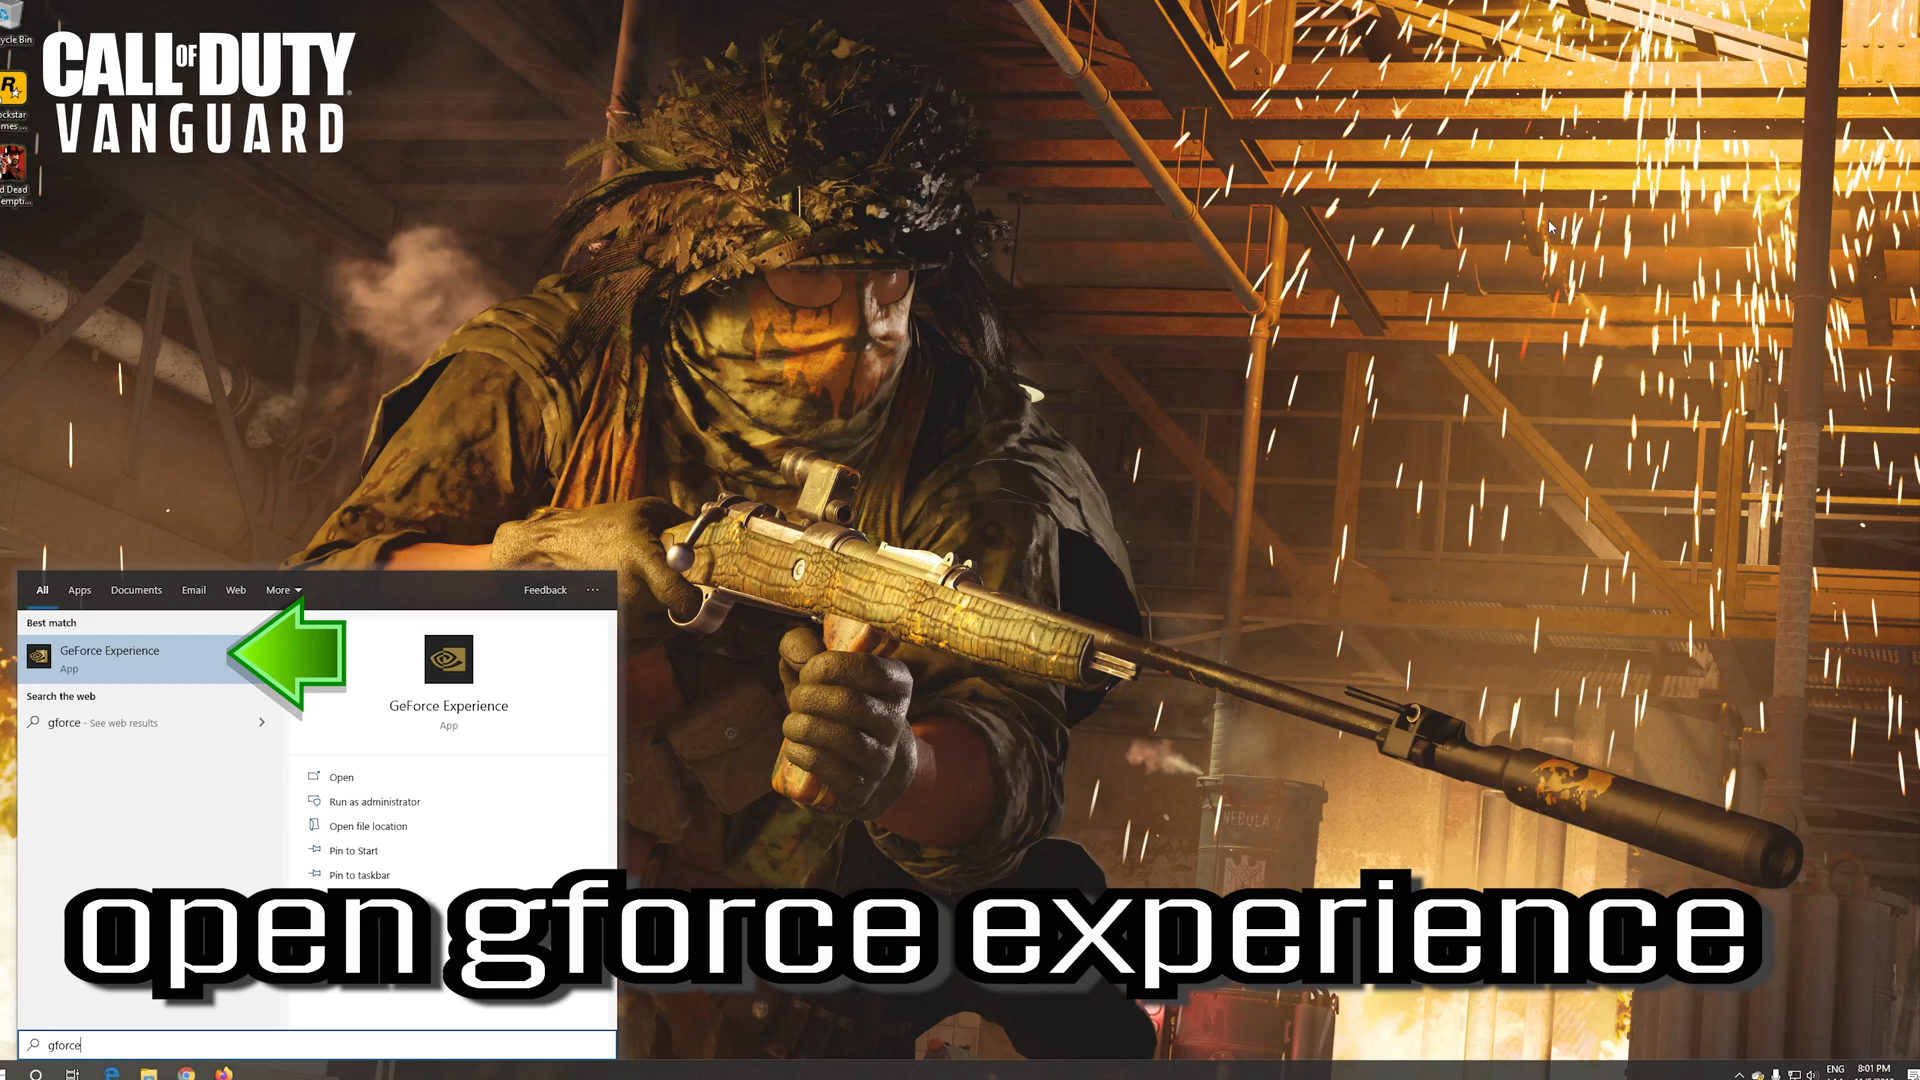 CALL OF DUTY
VANGUARD
All Apps Documents Email Web More Feedback ...
Best match
GeForce Experience
App
Search the web
gforce - See web results
GeForce Experience
App
Open
Run as administrator
Open file location
Pin to Start
Pin to taskbar
NEBULA
open gforce experience
gforce
ENG 8:01 PM